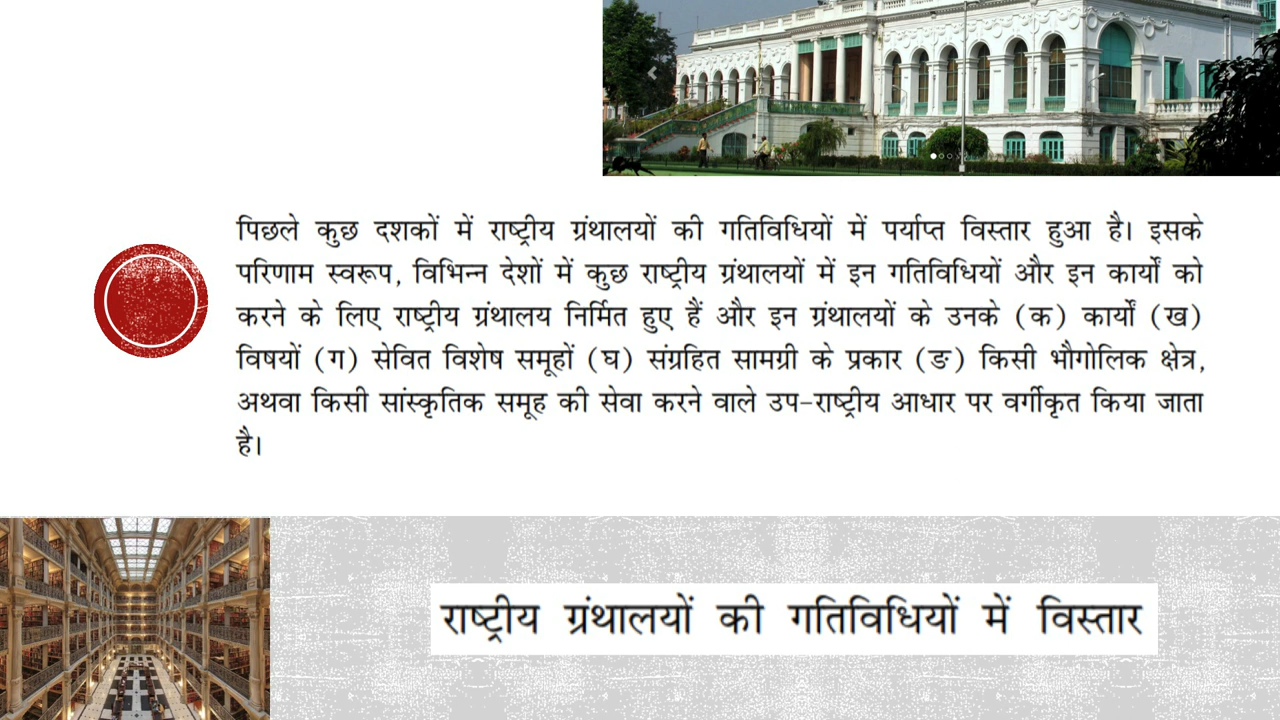 पिछले कुछ दशकों में राष्ट्रीय ग्रंथालयों की गतिविधियों में पर्याप्त विस्तार हुआ है। इसके
परिणाम स्वरूप, विभिन्न देशों में कुछ राष्ट्रीय ग्रंथालयों में इन गतिविधियों और इन कार्यों को
करने के लिए राष्ट्रीय ग्रंथालय निर्मित हुए हैं और इन ग्रंथालयों के उनके (क) कार्यों (ख)
विषयों (ग) सेवित विशेष समूहों (घ) संग्रहित सामग्री के प्रकार (ङ) किसी भौगोलिक क्षेत्र,
अथवा किसी सांस्कृतिक समूह की सेवा करने वाले उप-राष्ट्रीय आधार पर वर्गीकृत किया जाता
है।
राष्ट्रीय ग्रंथालयों की गतिविधियों में विस्तार